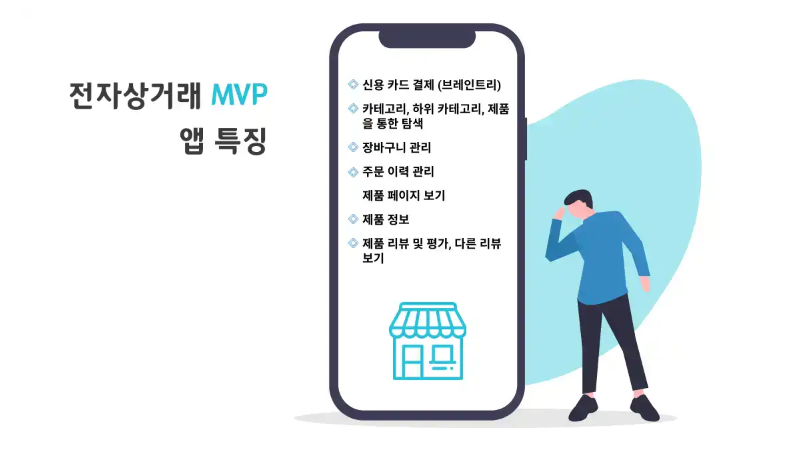 전자상거래 MVP
앱 특징
신용 카드 결제 (브레인트리)
카테고리, 하위 카테고리, 제품
을 통한 탐색
장바구니 관리
주문 이력 관리
제품 페이지 보기
제품 정보
제품 리뷰 및 평가, 다른 리뷰
보기